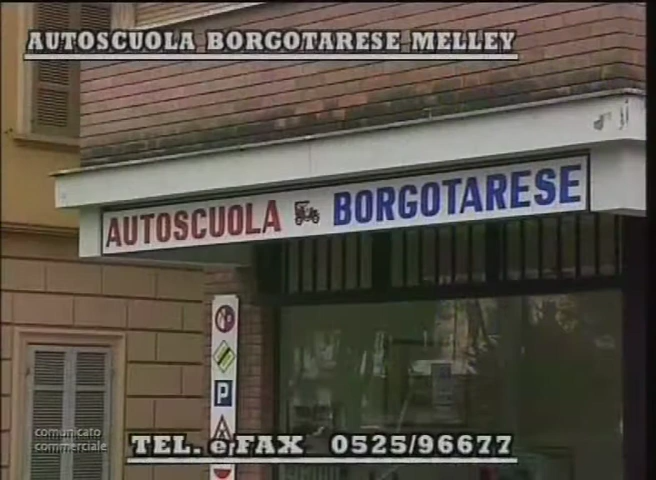 AUTOSCUOLA BORGOTARESE MELLEY
AUTOSCUOLA BORGOTARESE
P
comunicato
commerciale
TEL. e FAX 0525/96677